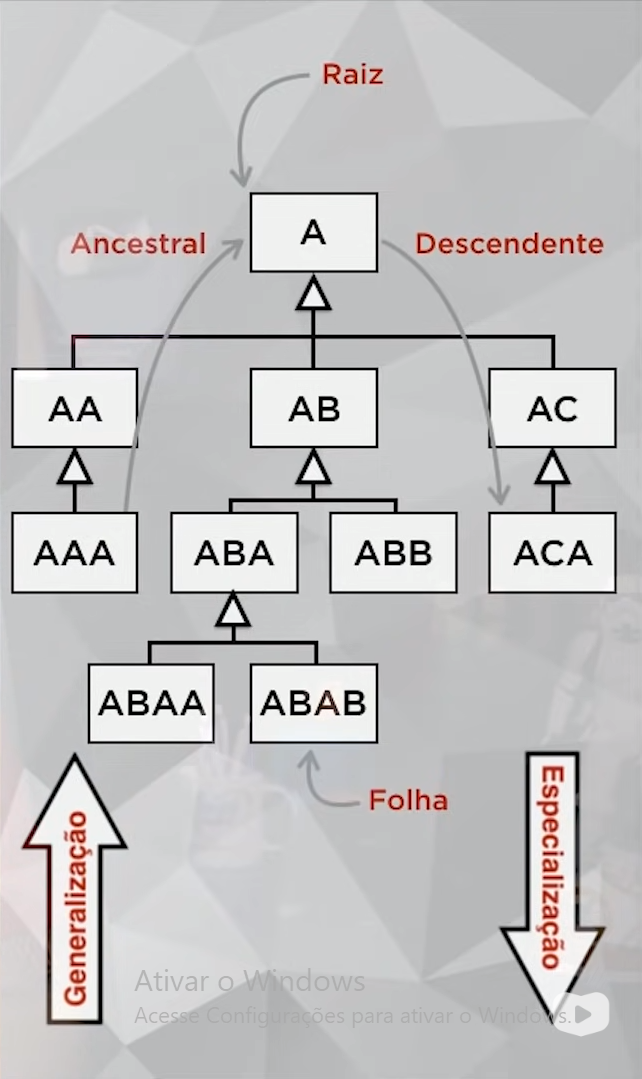 Raiz
A
Ancestral
Descendente
AA
AB
AC
AAA
ABA
ABB
ACA
ABAA
ABAB
Folha
Generalização
Especialização
Ativar o Windows
Acesse Configurações para ativar o Windows.